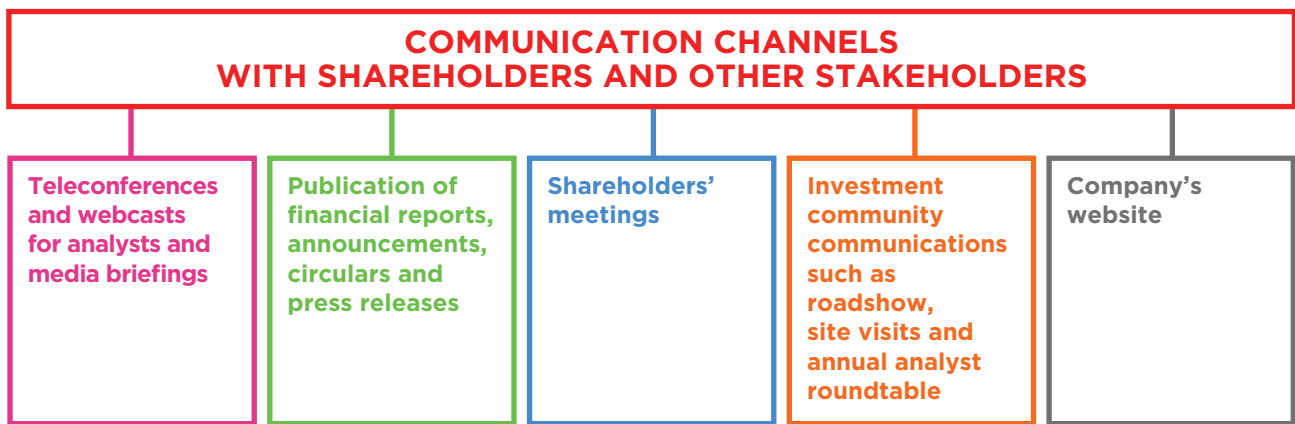 COMMUNICATION CHANNELS
WITH SHAREHOLDERS AND OTHER STAKEHOLDERS
Teleconferences
and webcasts
for analysts and
media briefings
Publication of
financial reports,
announcements,
circulars and
press releases
Shareholders’
meetings
Investment
community
communications
such as
roadshow,
site visits and
annual analyst
roundtable
Company’s
website